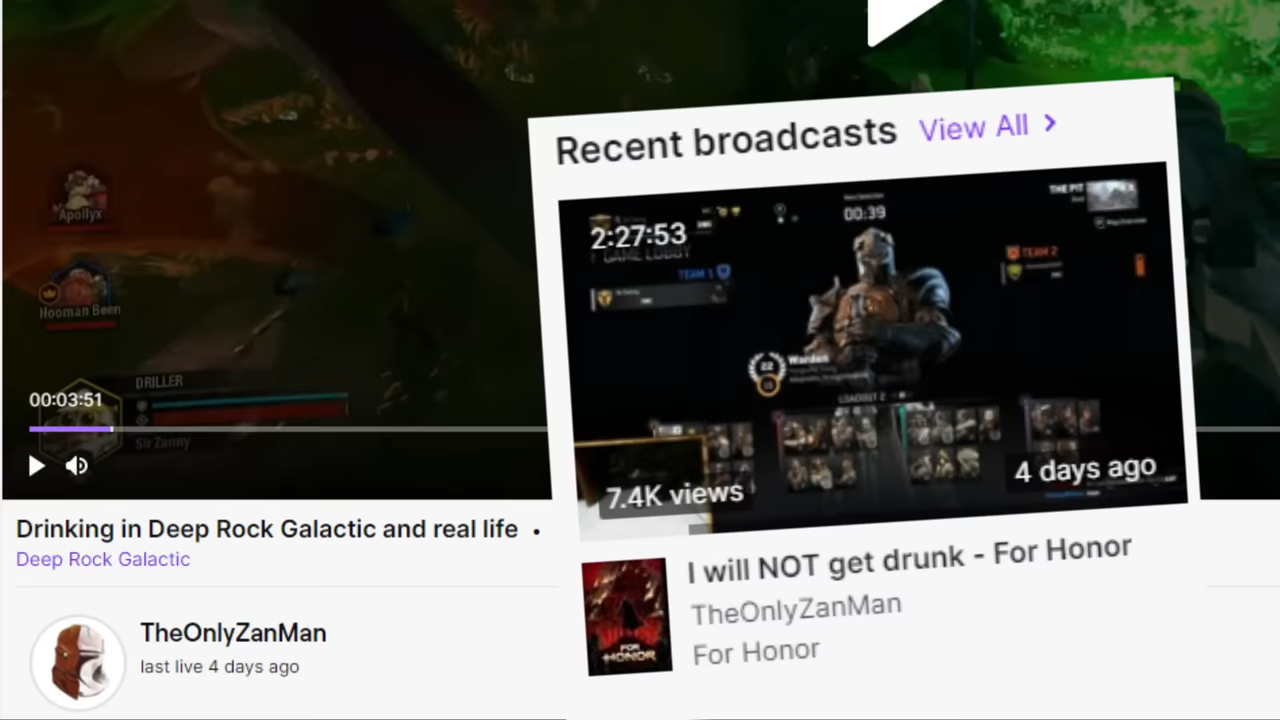 Apollyx
Hooman Been
DRILLER
00:03:51
Sir Zanny
Drinking in Deep Rock Galactic and real life •
Deep Rock Galactic
TheOnlyZanMan
last live 4 days ago
Recent broadcasts View All >
2:27:53
GAME LOBBY
00:39
THE PIT
TEAM 1
TEAM 2
22
Warden
LOADOUT 2
7.4K views
4 days ago
FOR
HONOR
I will NOT get drunk - For Honor
TheOnlyZanMan
For Honor